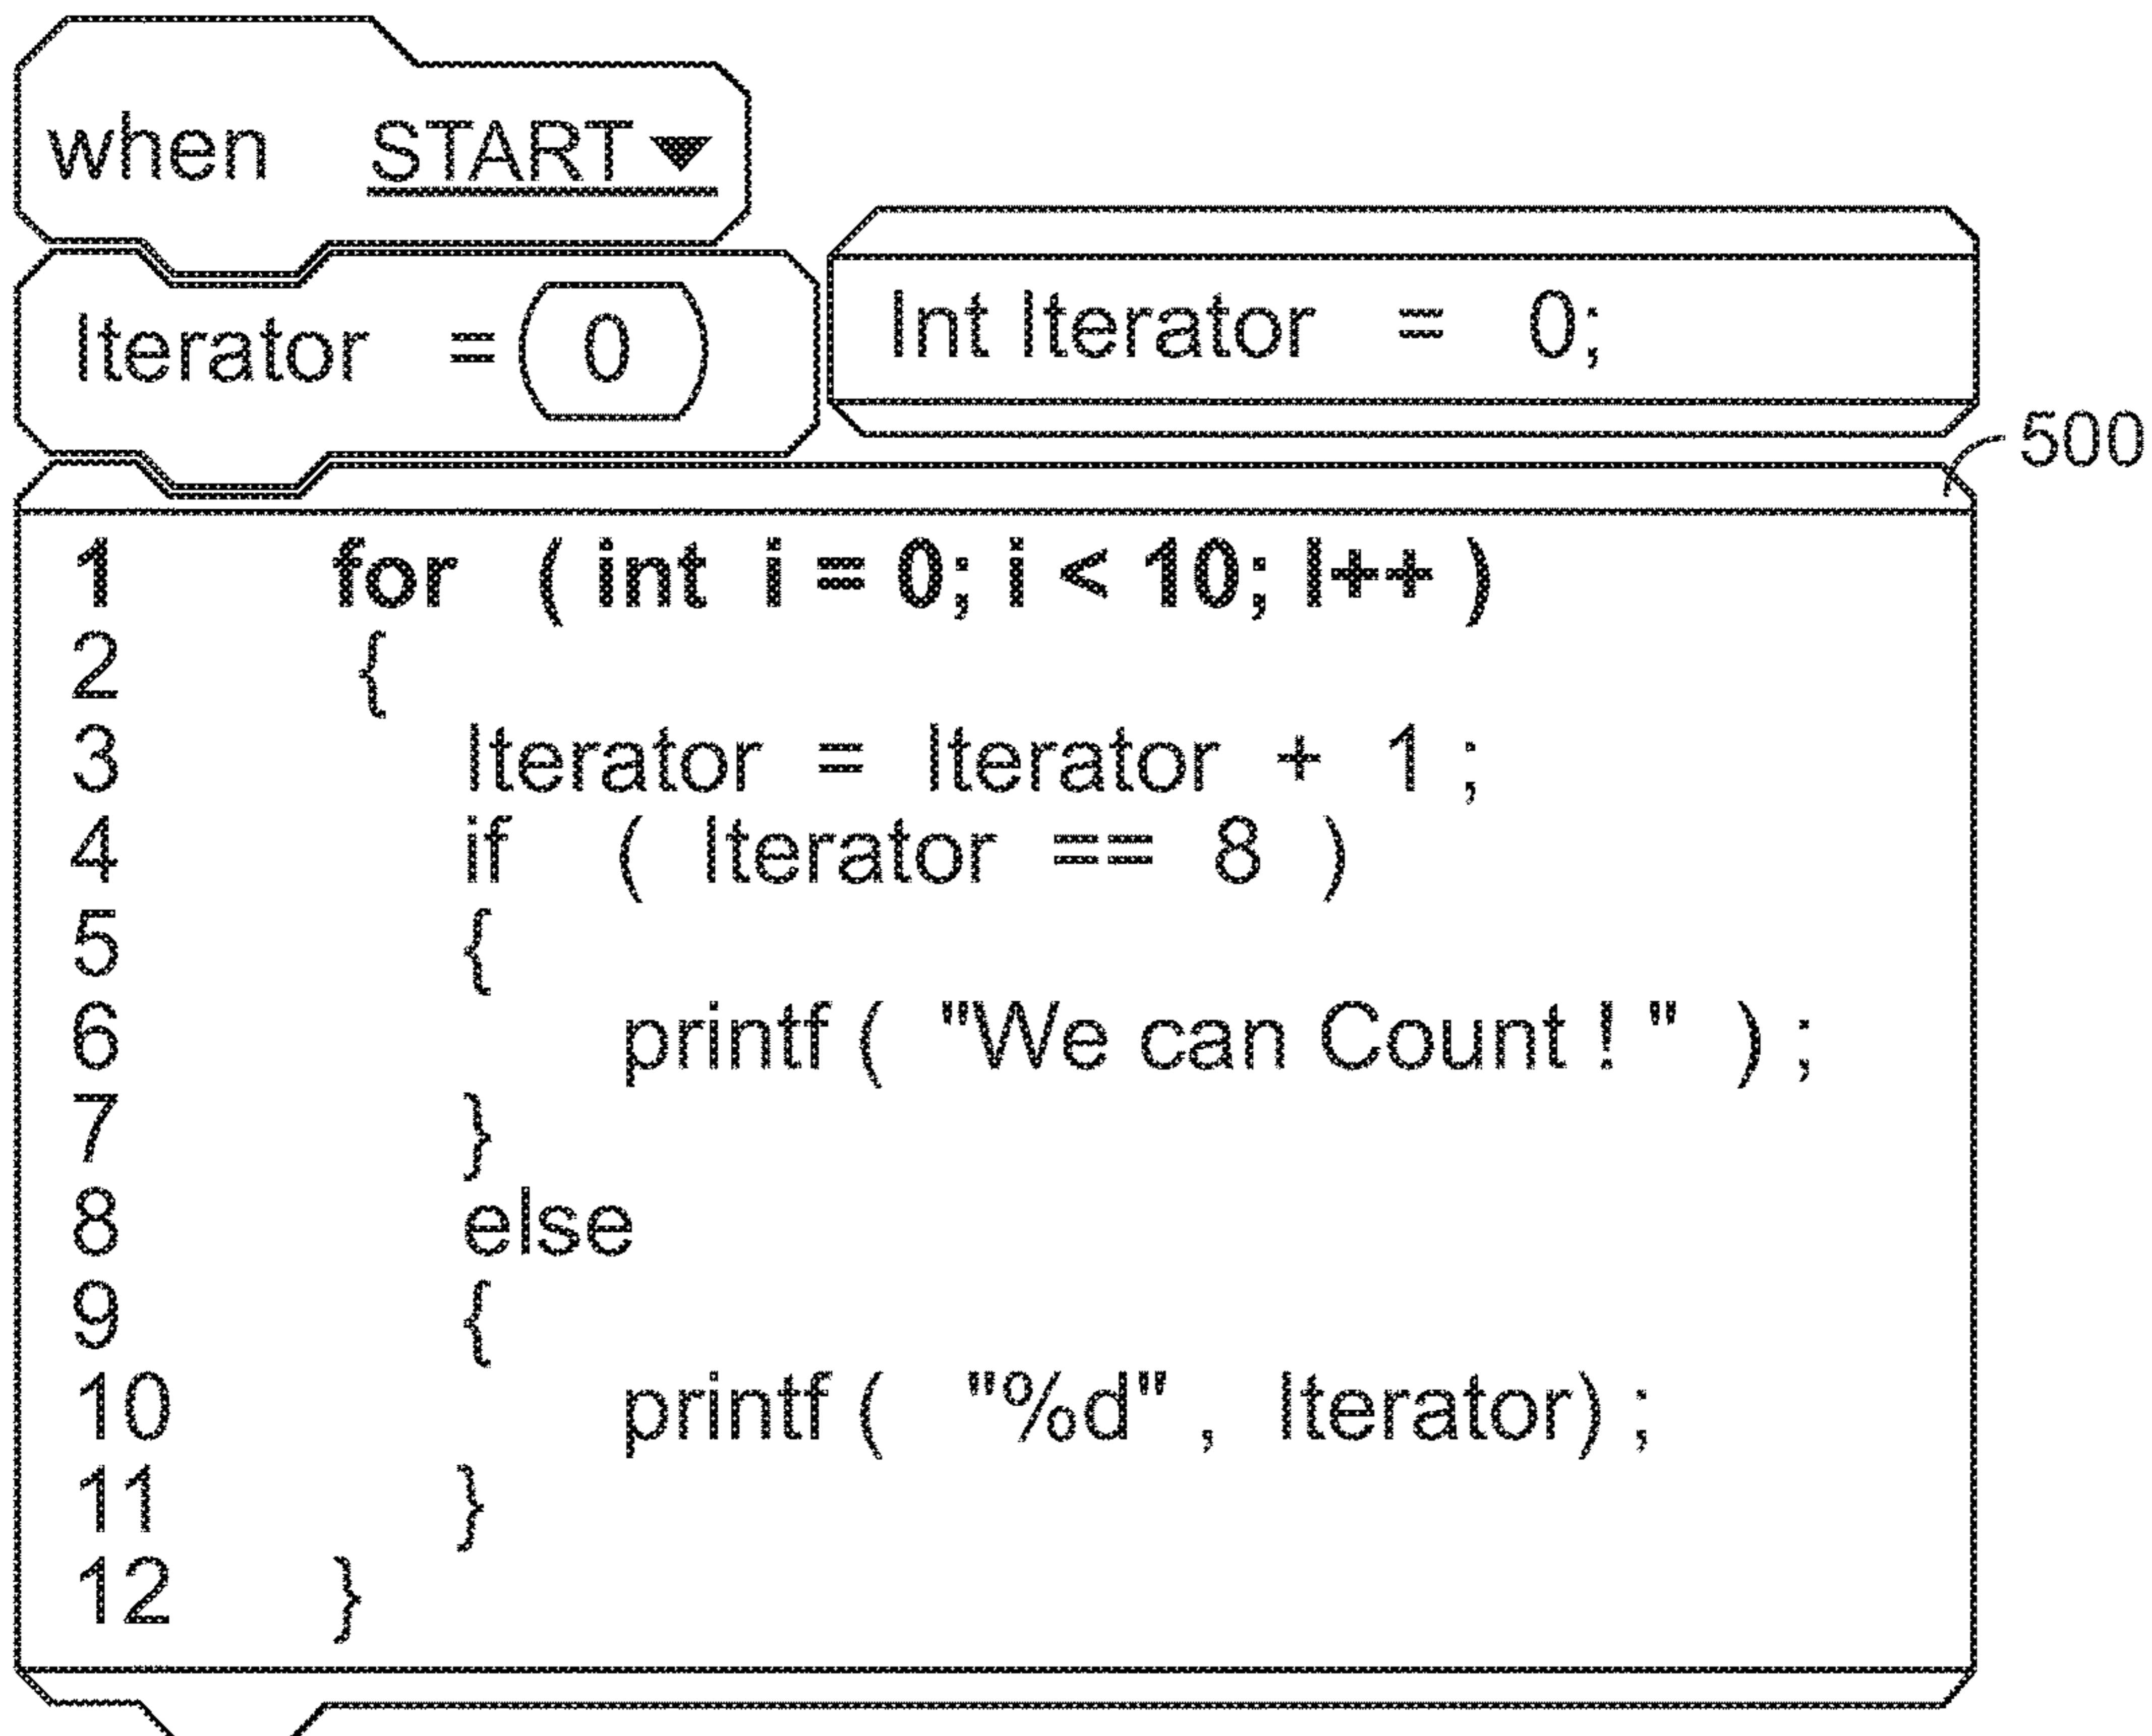 when START
Iterator = 0
Int Iterator = 0;
500
1 for ( int i = 0; i < 10; I++ )
2 {
3 Iterator = Iterator + 1 ;
4 if ( Iterator == 8 )
5 {
6 printf ( "We can Count ! " ) ;
7 }
8 else
9 {
10 printf ( "%d" , Iterator) ;
11 }
12 }